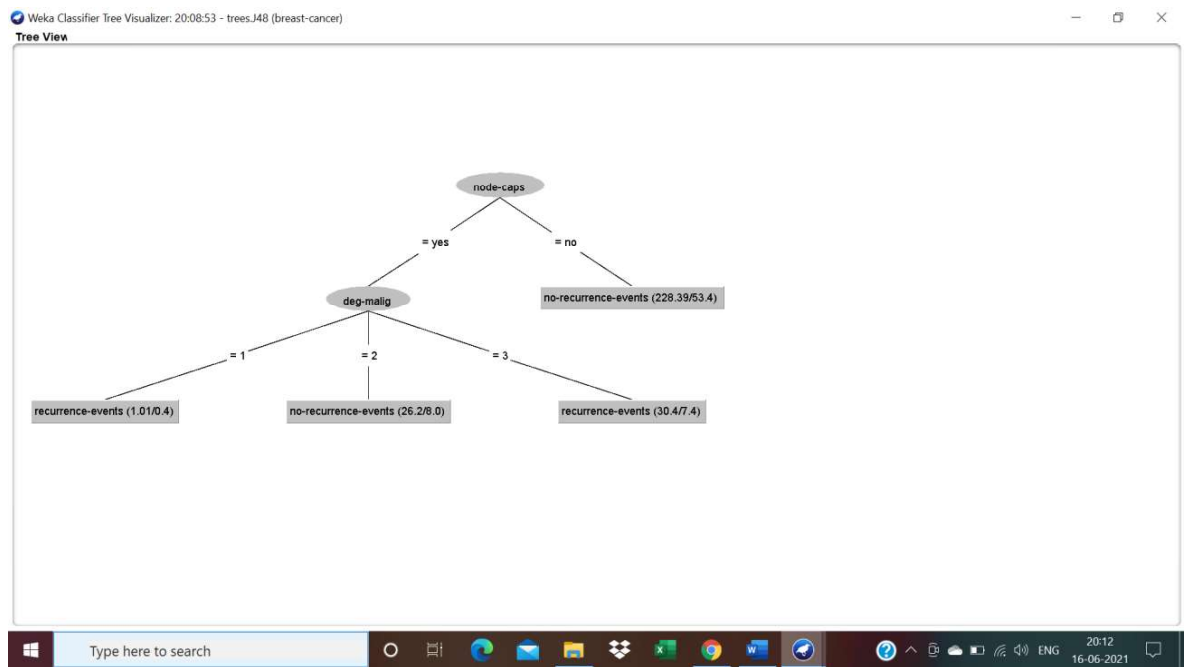 Weka Classifier Tree Visualizer: 20:08:53 - trees.J48 (breast-cancer)
Tree View
node-caps
= yes
= no
deg-malig
no-recurrence-events (228.39/53.4)
= 1
= 2
= 3
recurrence-events (1.01/0.4)
no-recurrence-events (26.2/8.0)
recurrence-events (30.4/7.4)
Type here to search
ENG
20:12
16-06-2021